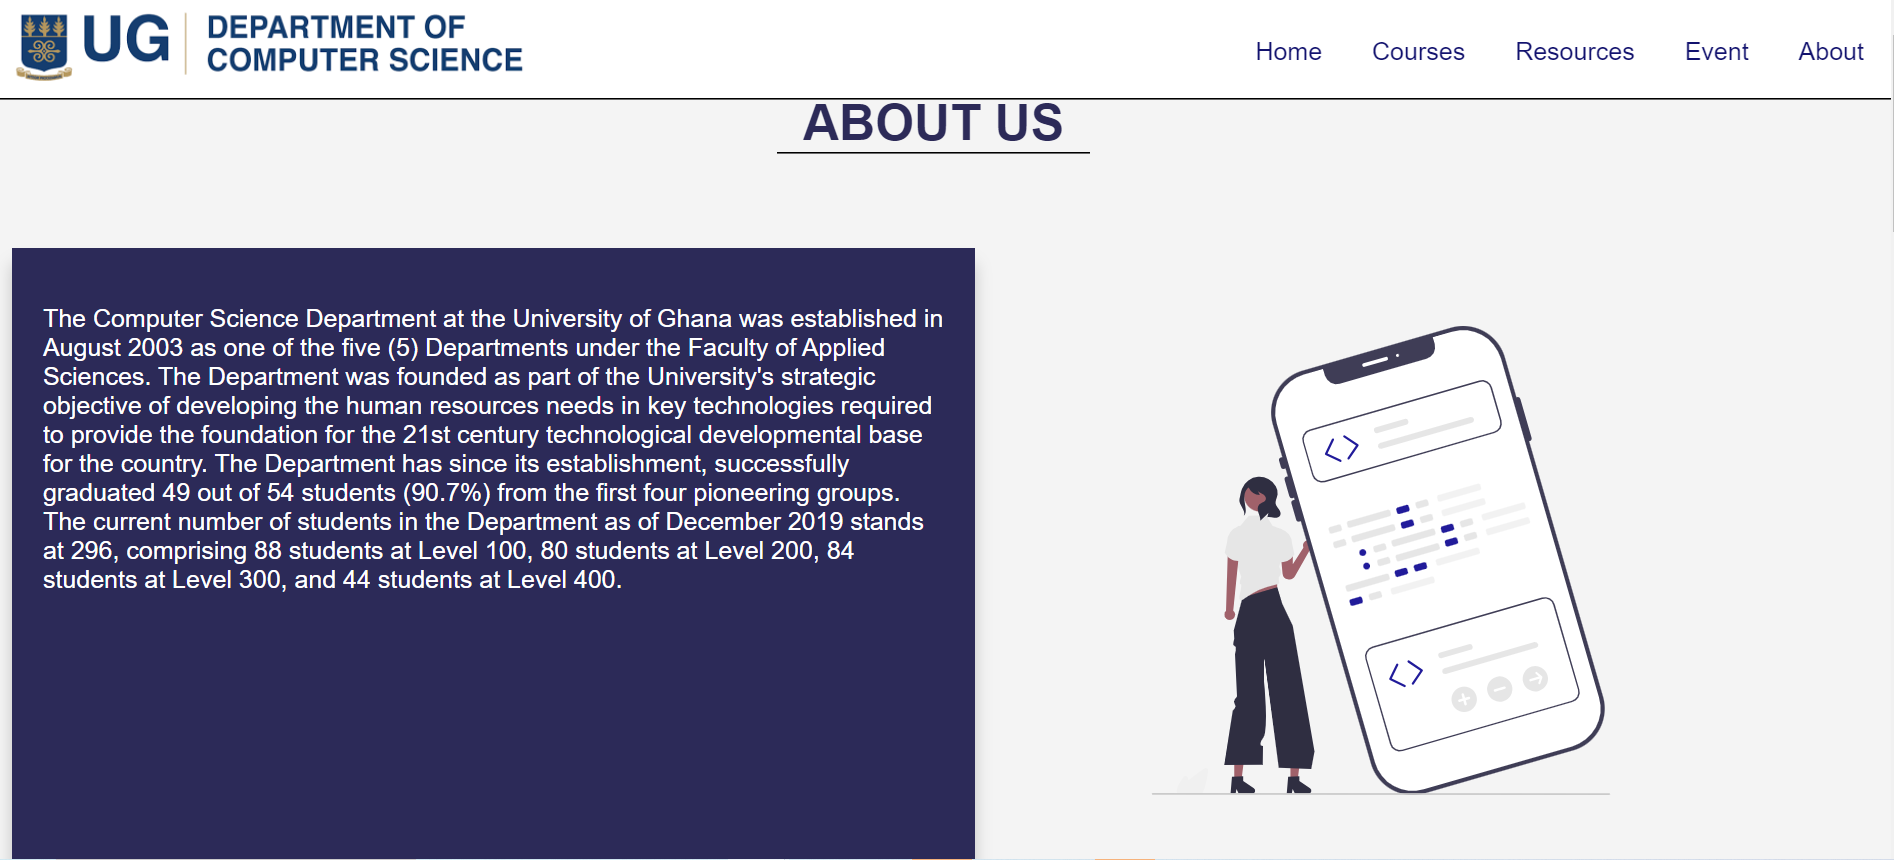 UG
DEPARTMENT OF
COMPUTER SCIENCE
Home
Courses
Resources
Event
About
ABOUT US
The Computer Science Department at the University of Ghana was established in
August 2003 as one of the five (5) Departments under the Faculty of Applied
Sciences. The Department was founded as part of the University's strategic
objective of developing the human resources needs in key technologies required
to provide the foundation for the 21st century technological developmental base
for the country. The Department has since its establishment, successfully
graduated 49 out of 54 students (90.7%) from the first four pioneering groups.
The current number of students in the Department as of December 2019 stands
at 296, comprising 88 students at Level 100, 80 students at Level 200, 84
students at Level 300, and 44 students at Level 400.